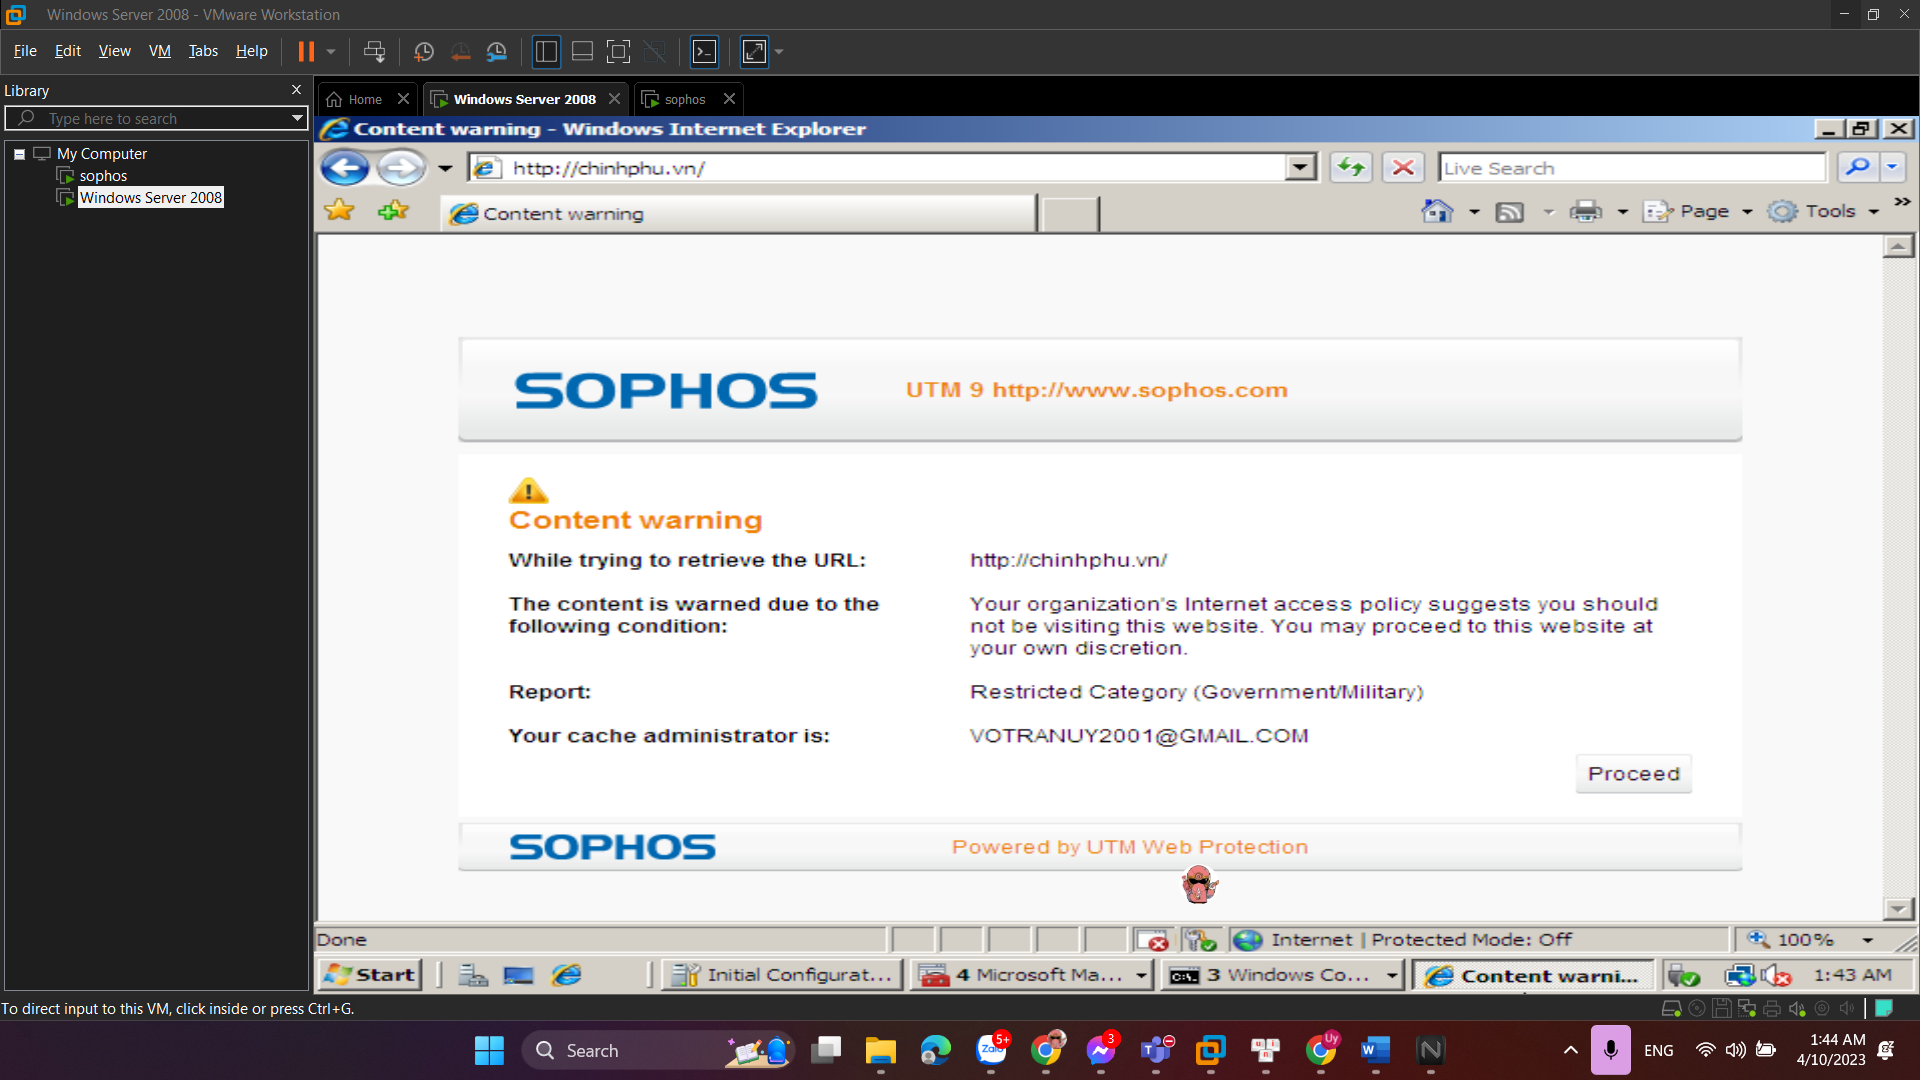 Windows Server 2008 - VMware Workstation
File Edit View VM Tabs Help
Library
Type here to search
My Computer
sophos
Windows Server 2008
Home
Windows Server 2008
sophos
Content warning - Windows Internet Explorer
http://chinhphu.vn/
Live Search
Content warning
Page
Tools
SOPHOS
UTM 9 http://www.sophos.com
Content warning
While trying to retrieve the URL: http://chinhphu.vn/
The content is warned due to the following condition:
Your organization's Internet access policy suggests you should
not be visiting this website. You may proceed to this website at
your own discretion.
Report: Restricted Category (Government/Military)
Your cache administrator is: VOTRANUY2001@GMAIL.COM
Proceed
SOPHOS
Powered by UTM Web Protection
Done
Internet | Protected Mode: Off
100%
Start
Initial Configurat...
4 Microsoft Ma...
3 Windows Co...
Content warni...
1:43 AM
To direct input to this VM, click inside or press Ctrl+G.
Search
Zalo
5+
3
Uy
ENG
1:44 AM
4/10/2023